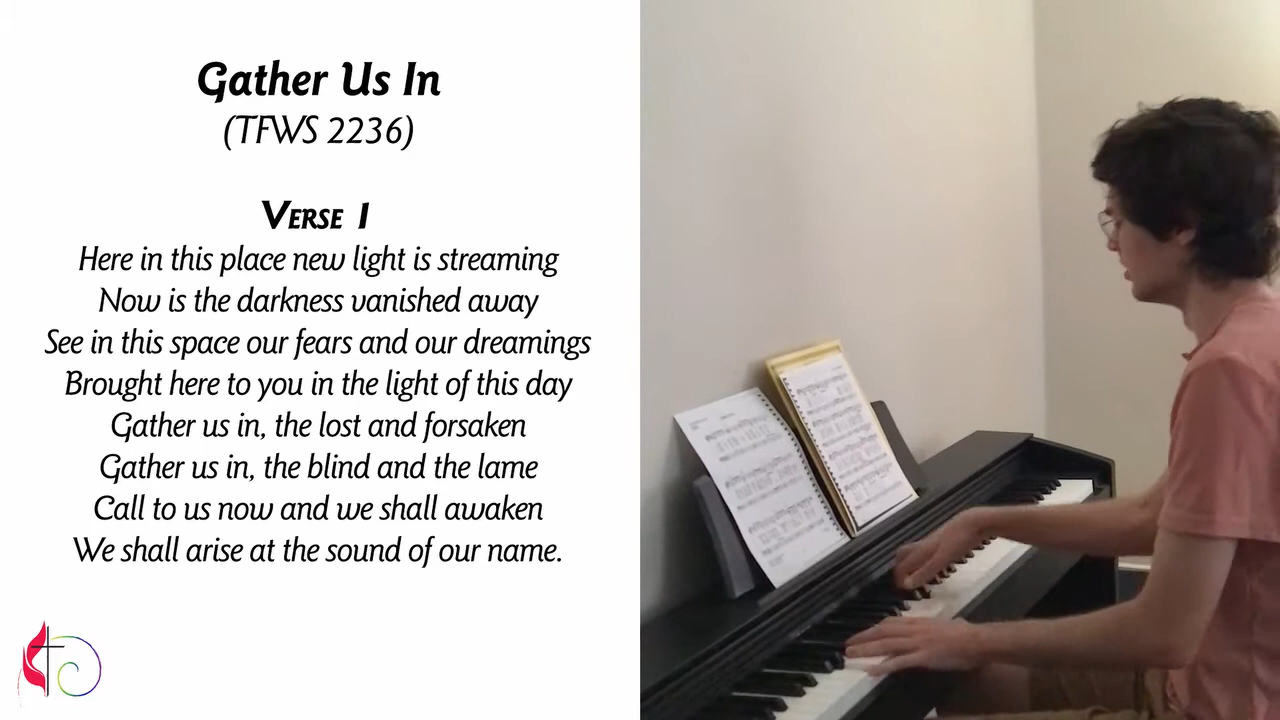 Gather Us In
(TFWS 2236)
Verse 1
Here in this place new light is streaming
Now is the darkness vanished away
See in this space our fears and our dreamings
Brought here to you in the light of this day
Gather us in, the lost and forsaken
Gather us in, the blind and the lame
Call to us now and we shall awaken
We shall arise at the sound of our name.